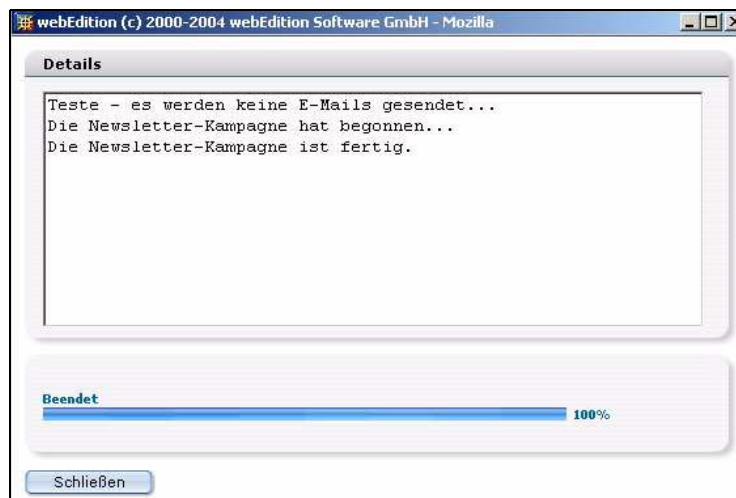 webEdition (c) 2000-2004 webEdition Software GmbH - Mozilla
Details
Teste - es werden keine E-Mails gesendet...
Die Newsletter-Kampagne hat begonnen...
Die Newsletter-Kampagne ist fertig.
Beendet
100%
Schließen